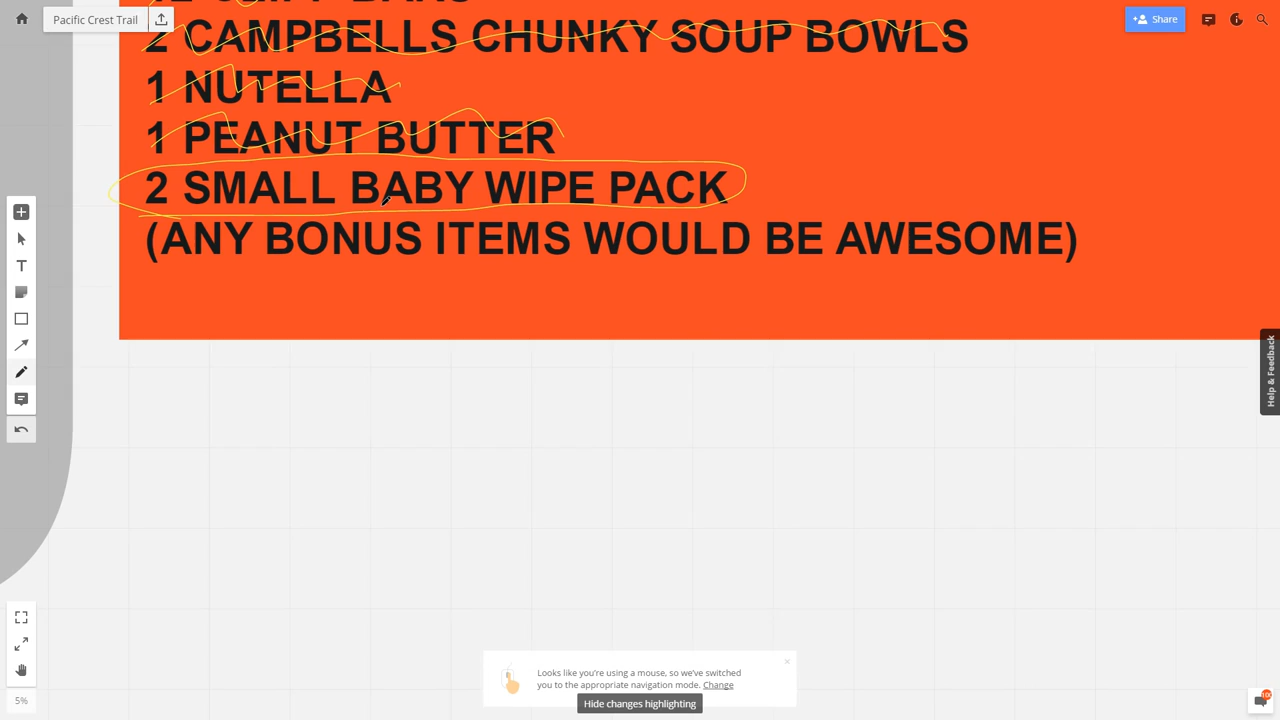 Pacific Crest Trail
Share
2 CAMPBELLS CHUNKY SOUP BOWLS
1 NUTELLA
1 PEANUT BUTTER
2 SMALL BABY WIPE PACK
(ANY BONUS ITEMS WOULD BE AWESOME)
Help & Feedback
Looks like you're using a mouse, so we've switched
you to the appropriate navigation mode. Change
Hide changes highlighting
5%